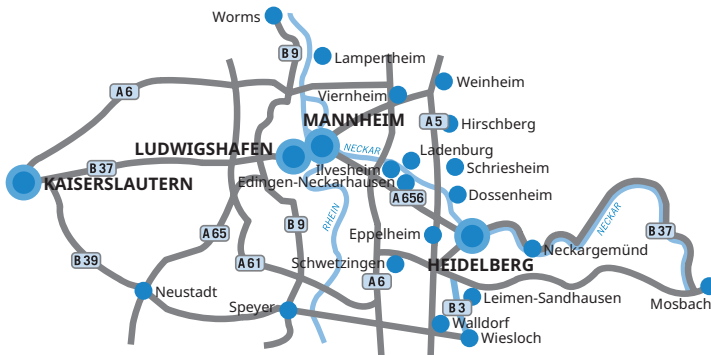 Worms
B 9
Lampertheim
A 6
Viernheim
Weinheim
MANNHEIM
A 5
Hirschberg
LUDWIGSHAFEN
NECKAR
Ladenburg
B 37
Ilvesheim
Schriesheim
KAISERSLAUTERN
Edingen-Neckarhausen
A 656
Dossenheim
RHEIN
NECKAR
B 9
A 65
Eppelheim
B 37
Neckargemünd
B 39
A 61
Schwetzingen
HEIDELBERG
A 6
Neustadt
Leimen-Sandhausen
Mosbach
Speyer
B 3
Walldorf
Wiesloch